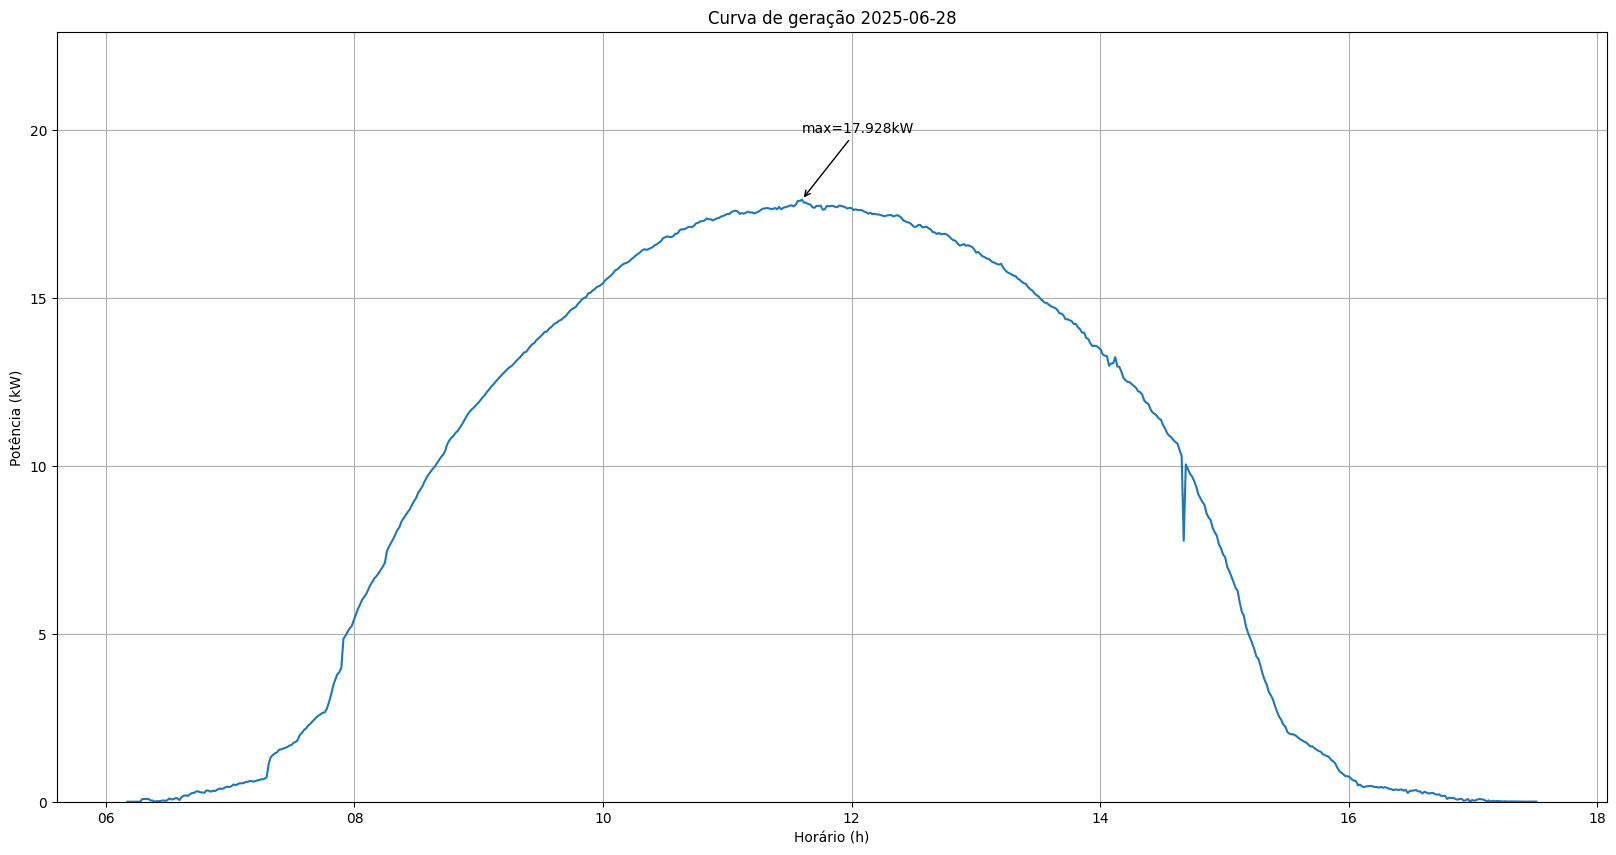 Curva de geração 2025-06-28
max=17.928kW
Potência (kW)
20
15
10
5
0
06 08 10 12 14 16 18
Horário (h)